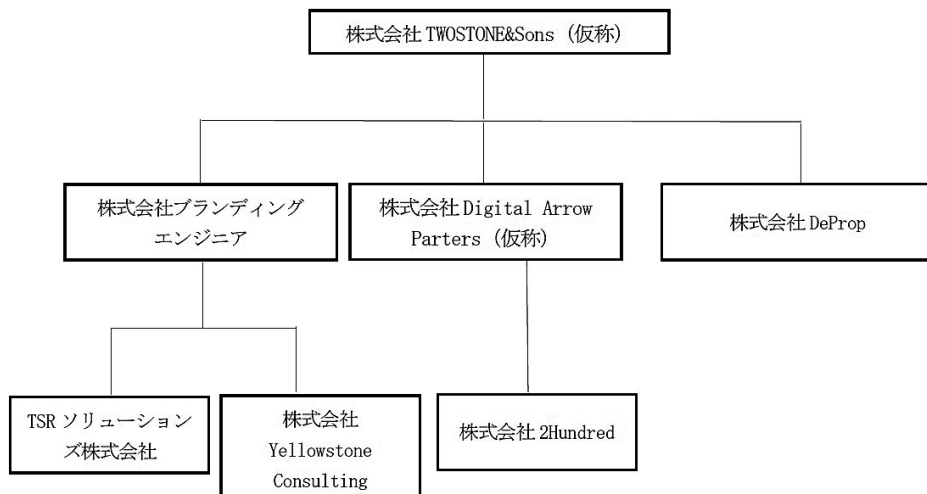 株式会社 TWOSTONE&Sons（仮称）
株式会社ブランディング
エンジニア
株式会社 Digital Arrow
Parters（仮称）
株式会社 DeProp
TSR ソリューション
ズ株式会社
株式会社
Yellowstone
Consulting
株式会社 2Hundred